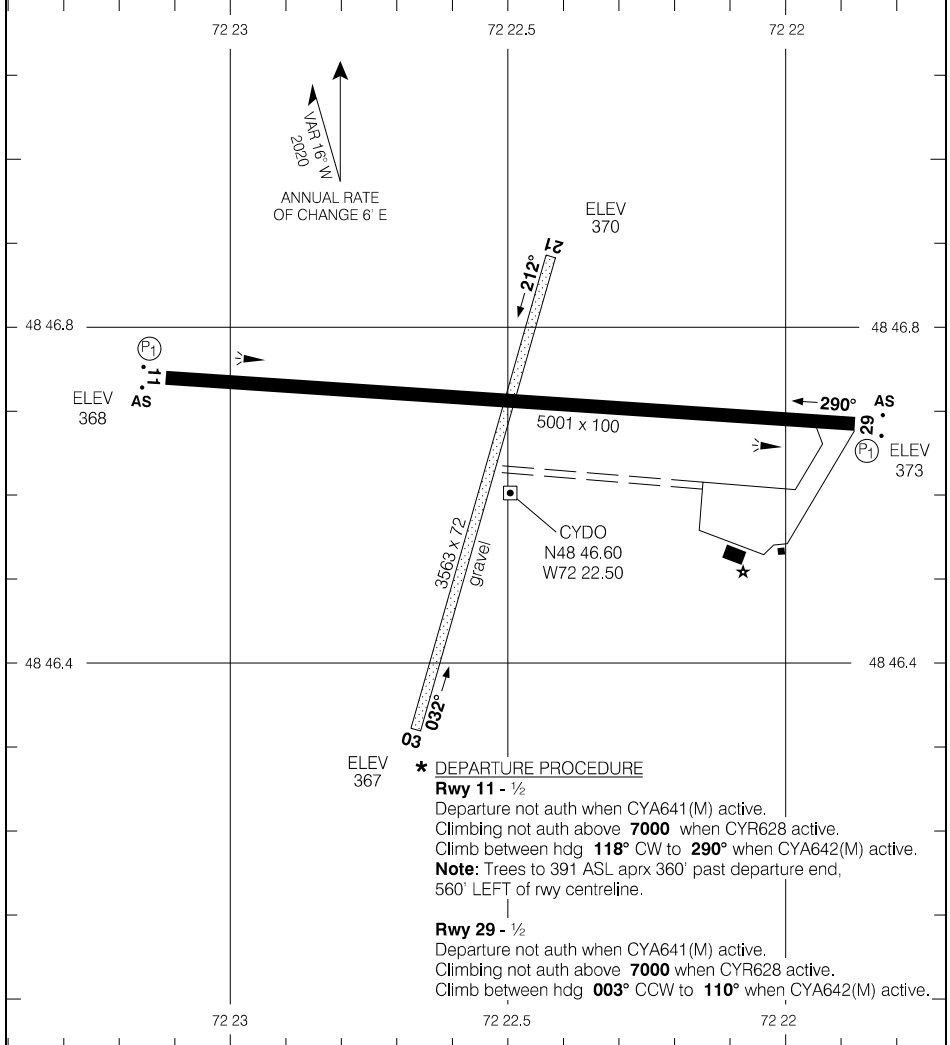 72 23 72 22.5 72 22
VAR 16° W
2020
ANNUAL RATE
OF CHANGE 6' E
ELEV
370
21
212°
48 46.8 48 46.8
P1
11
AS
ELEV
368
290°
AS
29
P1
ELEV
373
5001 x 100
CYDO
N48 46.60
W72 22.50
3563 x 72
gravel
48 46.4 48 46.4
032°
03
ELEV
367
* DEPARTURE PROCEDURE
Rwy 11 - ½
Departure not auth when CYA641(M) active.
Climbing not auth above 7000 when CYR628 active.
Climb between hdg 118° CW to 290° when CYA642(M) active.
Note: Trees to 391 ASL aprx 360' past departure end,
560' LEFT of rwy centreline.
Rwy 29 - ½
Departure not auth when CYA641(M) active.
Climbing not auth above 7000 when CYR628 active.
Climb between hdg 003° CCW to 110° when CYA642(M) active.
72 23 72 22.5 72 22